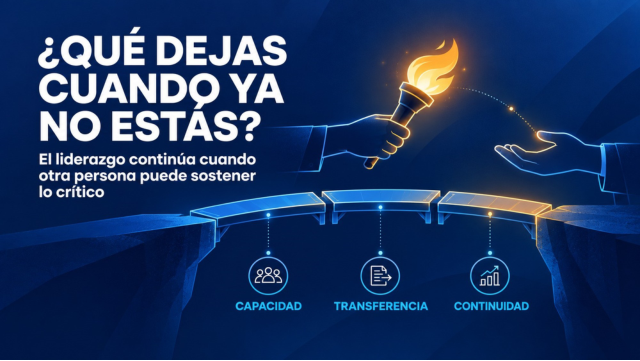 ¿QUÉ DEJAS
CUANDO YA
NO ESTÁS?
El liderazgo continúa cuando
otra persona puede sostener
lo crítico
CAPACIDAD
TRANSFERENCIA
CONTINUIDAD